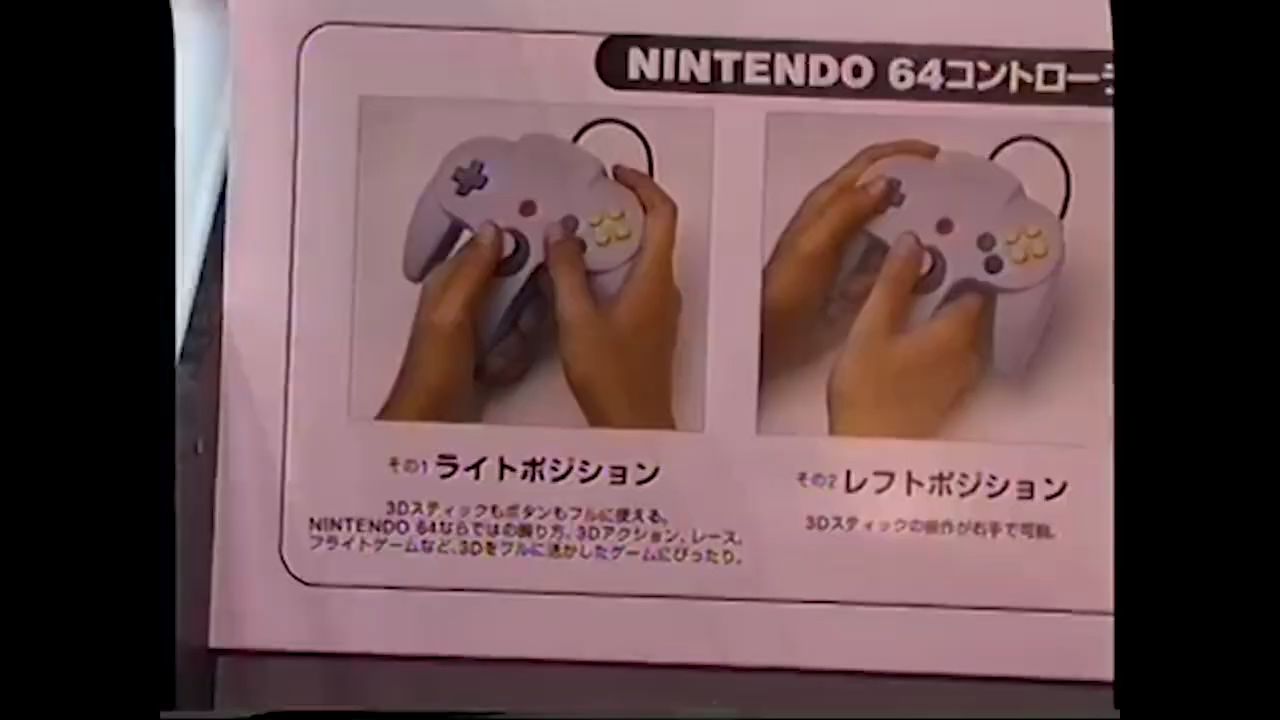 NINTENDO 64コントローラ
その1 ライトポジション
3Dスティックもボタンもフルに使える。
NINTENDO 64ならではの握り方。3Dアクション、レース、
フライトゲームなど、3Dをフルに活かしたゲームにぴったり。
その2 レフトポジション
3Dスティックの操作が右手で可能。